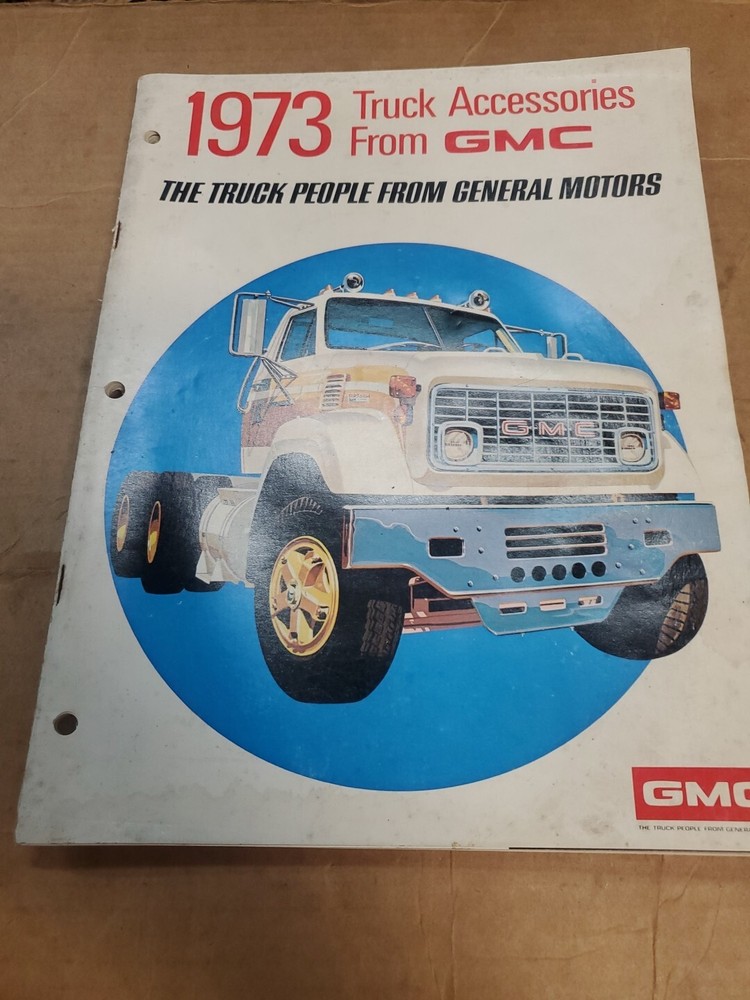 1973 Truck Accessories
From GMC
THE TRUCK PEOPLE FROM GENERAL MOTORS
GMC
GMC
THE TRUCK PEOPLE FROM GENERA